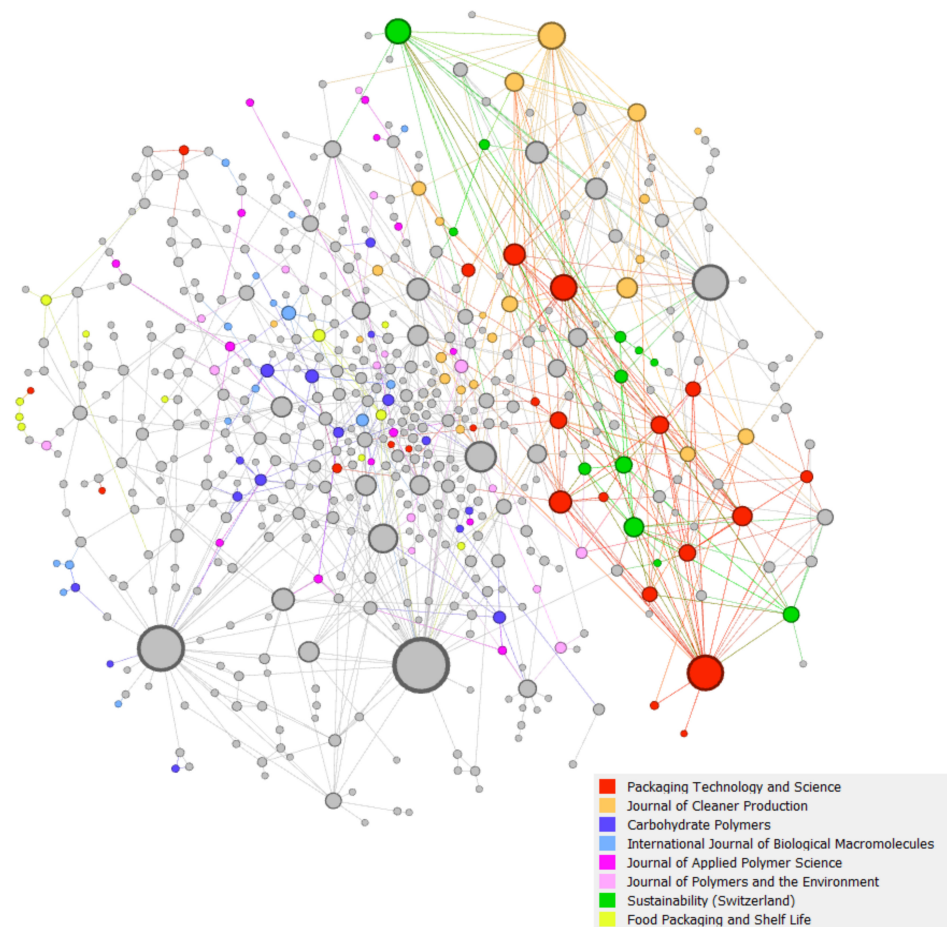 Packaging Technology and Science
Journal of Cleaner Production
Carbohydrate Polymers
International Journal of Biological Macromolecules
Journal of Applied Polymer Science
Journal of Polymers and the Environment
Sustainability (Switzerland)
Food Packaging and Shelf Life